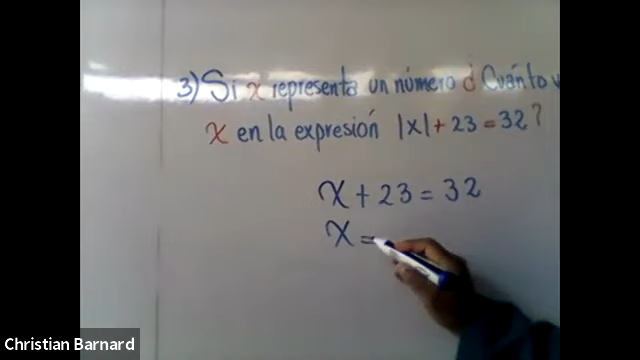 3) Si x representa un número ¿ Cuánto
x en la expresión |x| + 23 = 32?
x + 23 = 32
x =
Christian Barnard